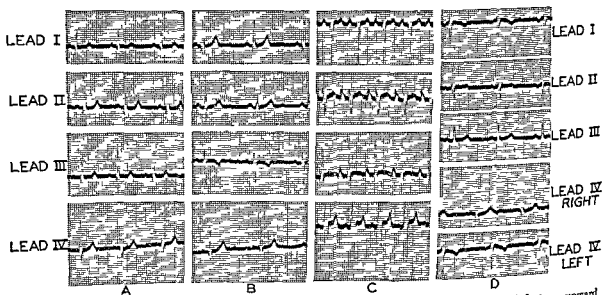 LEAD I
LEAD II
LEAD III
LEAD IV
LEAD I
LEAD II
LEAD III
LEAD IV
RIGHT
LEAD IV
LEFT
A
B
C
D